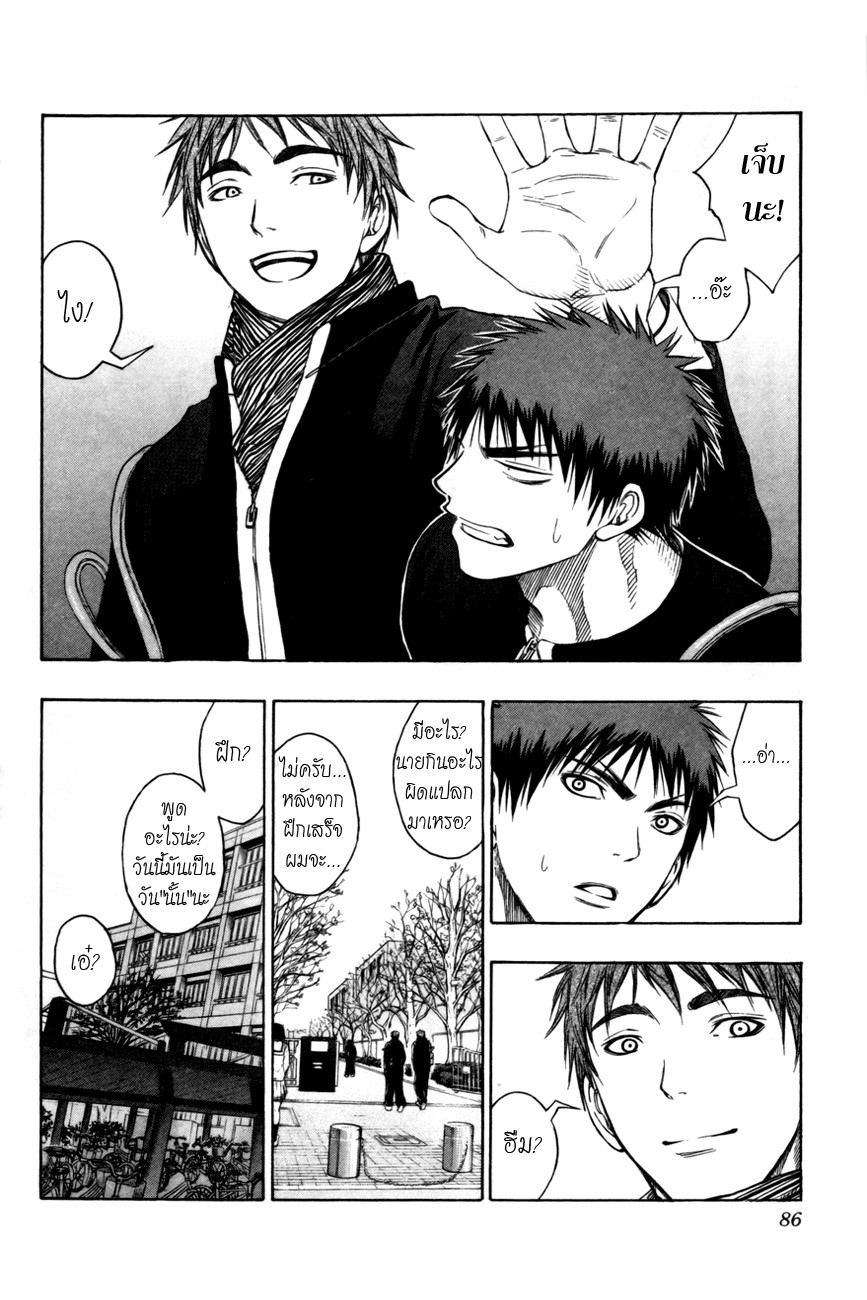 เจ็บ
นะ!
...อ๊ะ
ไง!
...อ่า...
ฮืม?
มีอะไร?
นายกินอะไร
ผิดแปลก
มาเหรอ?
ไม่ครับ...
หลังจาก
ฝึกเสร็จ
ผมจะ...
ฝึก?
พูด
อะไรน่ะ?
วันนี้มันเป็น
วัน"นั้น"นะ
เอ๋?
86